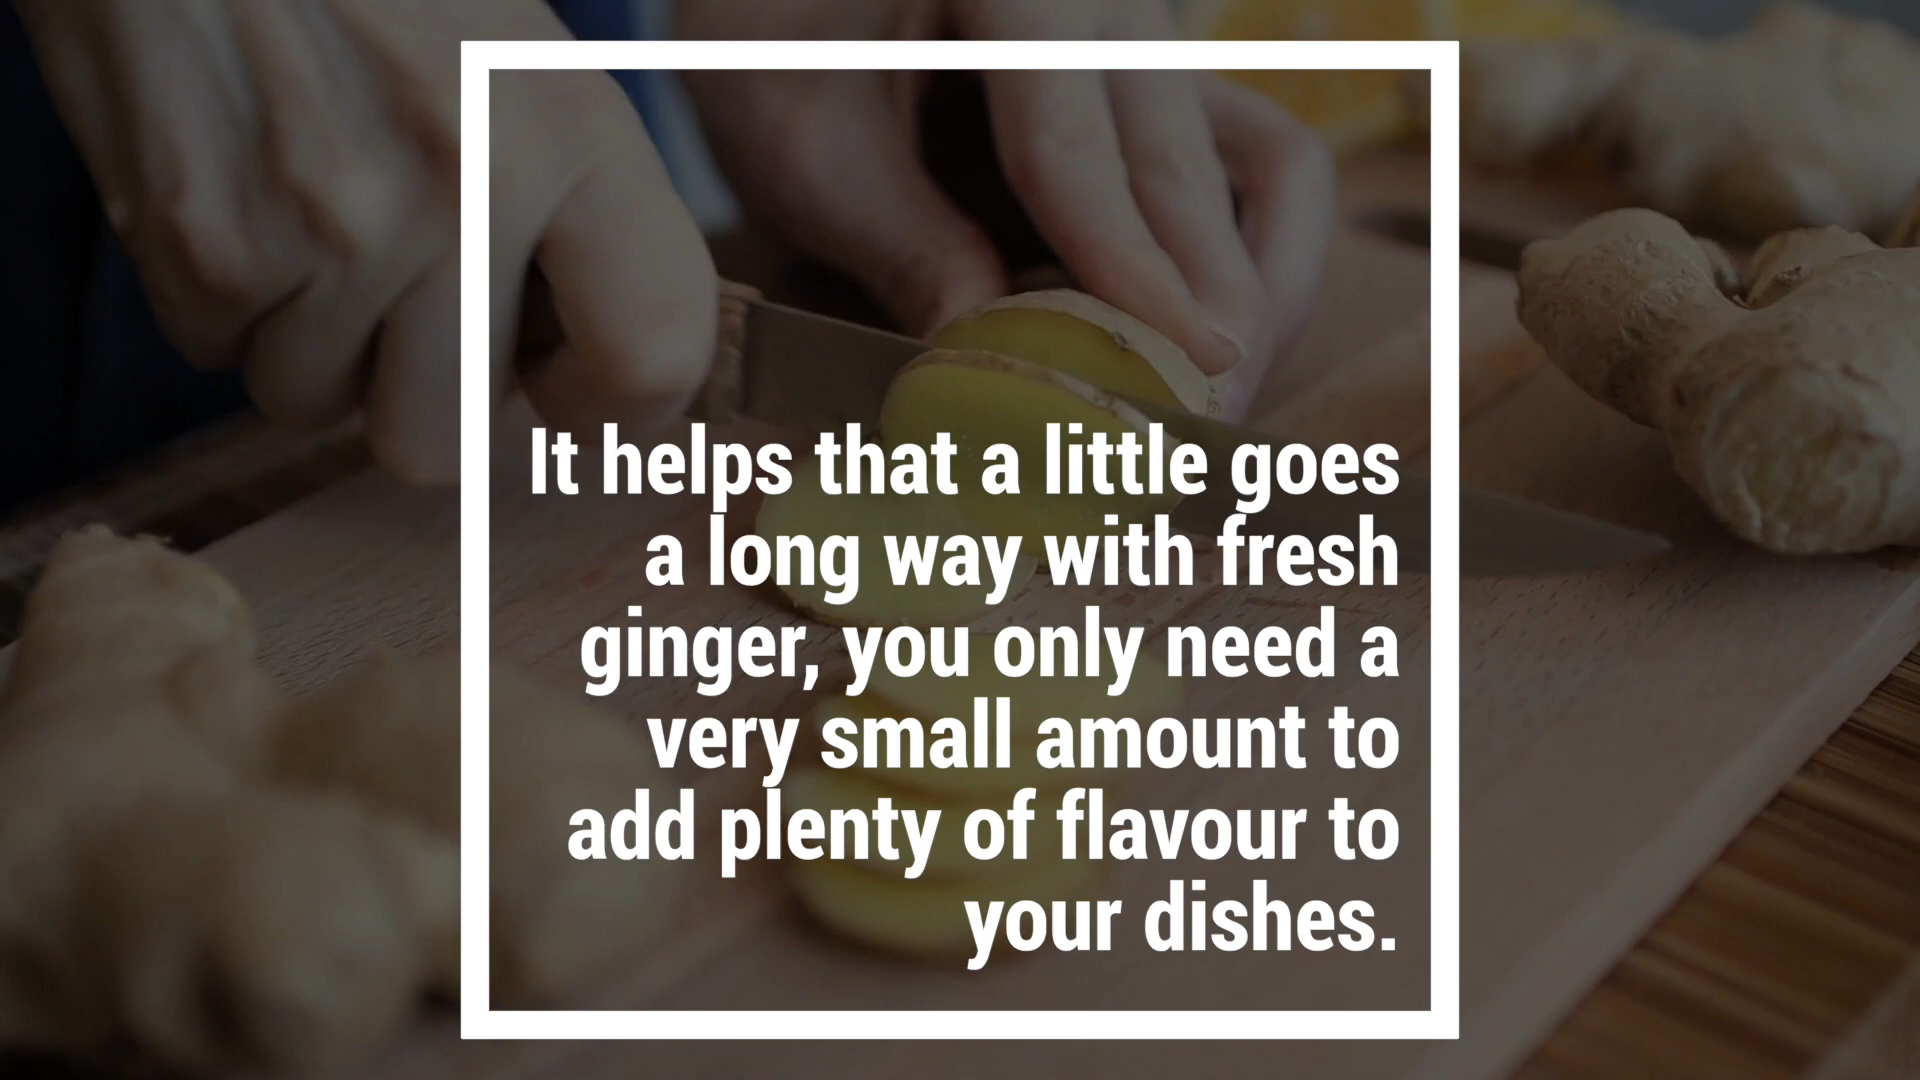 It helps that a little goes
a long way with fresh
ginger, you only need a
very small amount to
add plenty of flavour to
your dishes.